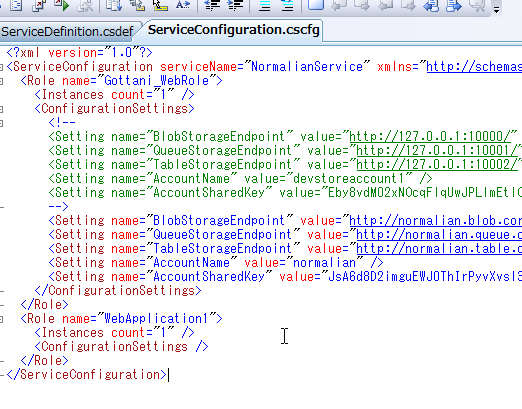 ServiceDefinition.csdef ServiceConfiguration.cscfg
<?xml version="1.0"?>
<ServiceConfiguration serviceName="NormalianService" xmlns="http://schemas
<Role name="Gottani_WebRole">
<Instances count="1" />
<ConfigurationSettings>
<!--
<Setting name="BlobStorageEndpoint" value="http://127.0.0.1:10000/"
<Setting name="QueueStorageEndpoint" value="http://127.0.0.1:10001/"
<Setting name="TableStorageEndpoint" value="http://127.0.0.1:10002/"
<Setting name="AccountName" value="devstoreaccount1" />
<Setting name="AccountSharedKey" value="Eby8vdM02xNOcqFlqUwJPLlmEtlC
-->
<Setting name="BlobStorageEndpoint" value="http://normalian.blob.cor
<Setting name="QueueStorageEndpoint" value="http://normalian.queue.c
<Setting name="TableStorageEndpoint" value="http://normalian.table.c
<Setting name="AccountName" value="normalian" />
<Setting name="AccountSharedKey" value="JsA6d8D2imguEWJOThIrPyvXvsl3
</ConfigurationSettings>
</Role>
<Role name="WebApplication1">
<Instances count="1" />
<ConfigurationSettings />
</Role>
</ServiceConfiguration>